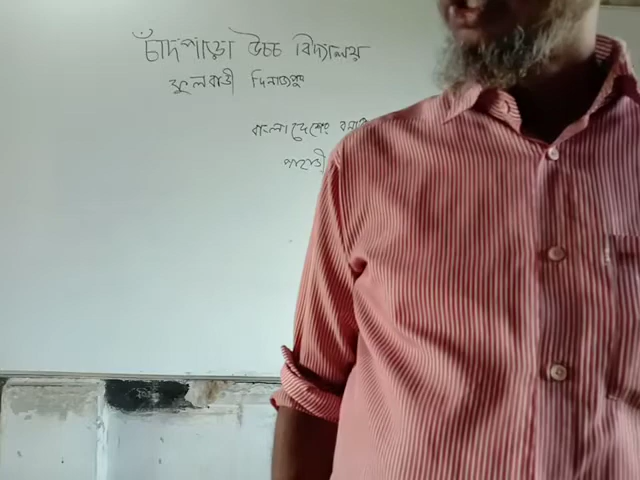 চাঁদপাড়া উচ্চ বিদ্যালয়
ফুলবাড়ী দিনাজপুর
বাংলাদেশের
পাহাড়ী